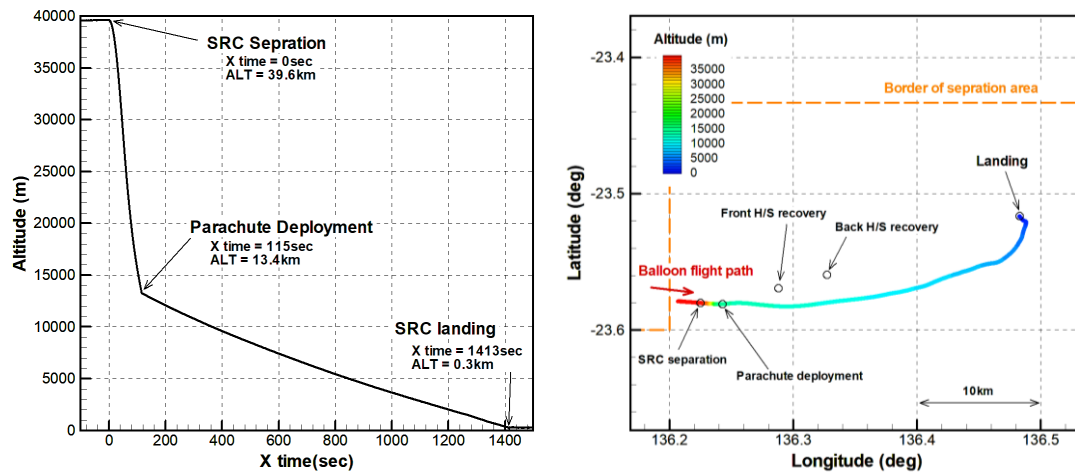 40000
35000
30000
25000
20000
15000
10000
5000
0
Altitude (m)
SRC Sepration
X time = 0sec
ALT = 39.6km
Parachute Deployment
X time = 115sec
ALT = 13.4km
SRC landing
X time = 1413sec
ALT = 0.3km
0 200 400 600 800 1000 1200 1400
X time(sec)
-23.4
-23.5
-23.6
Latitude (deg)
Altitude (m)
35000
30000
25000
20000
15000
10000
5000
0
Border of sepration area
Landing
Front H/S recovery
Back H/S recovery
Balloon flight path
SRC separation
Parachute deployment
10km
136.2 136.3 136.4 136.5
Longitude (deg)